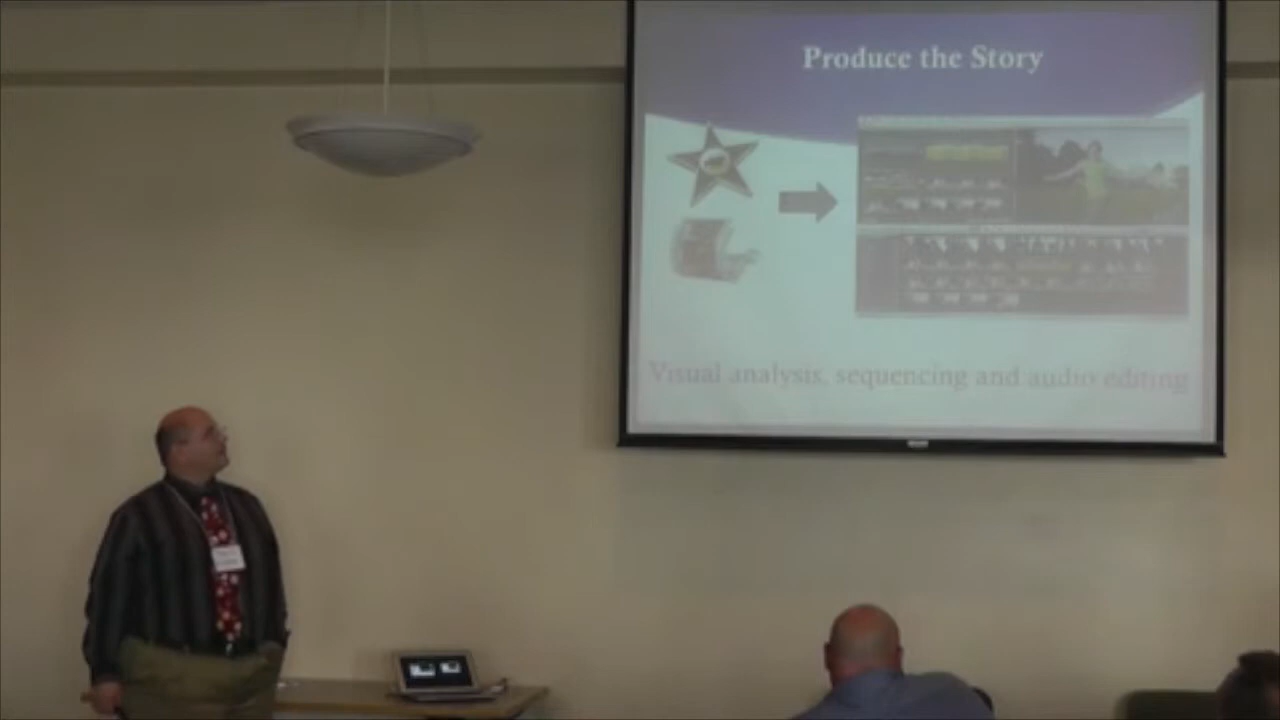 Produce the Story
Visual analysis, sequencing and audio editing